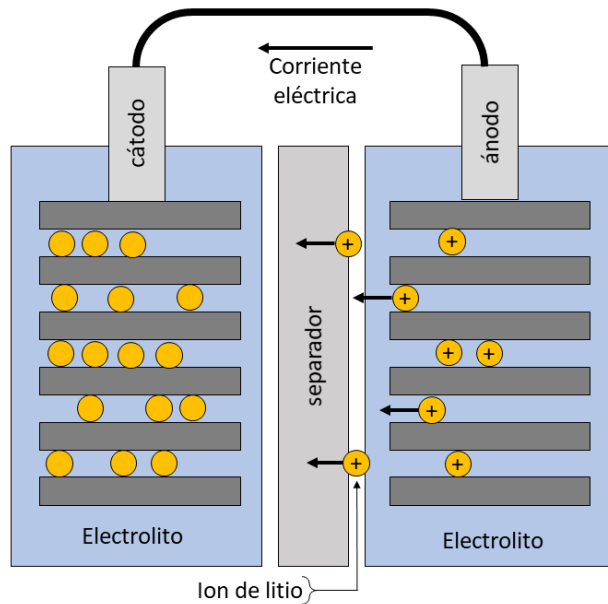 Corriente
eléctrica
cátodo
ánodo
+
+
+
+
+
separador
+
+
+
Electrolito
Electrolito
Ion de litio